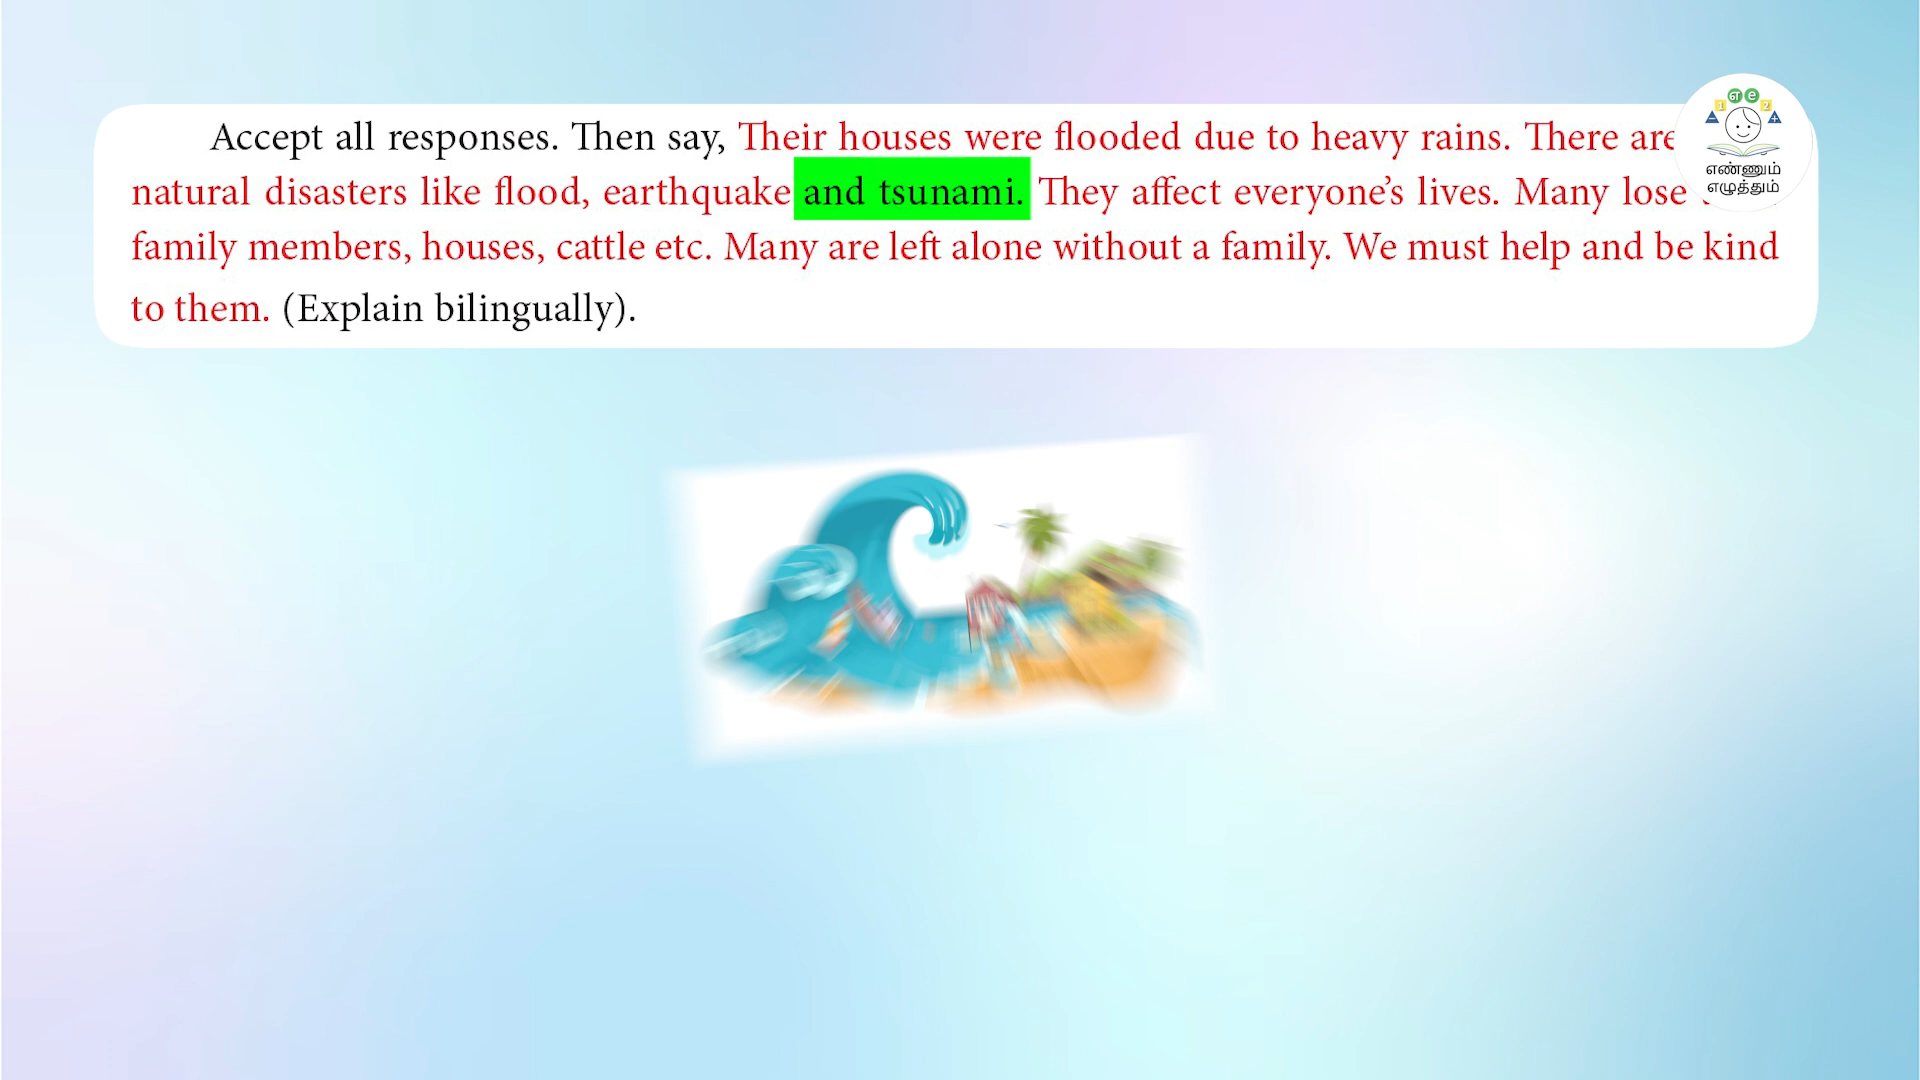 Accept all responses. Then say, Their houses were flooded due to heavy rains. There are
natural disasters like flood, earthquake and tsunami. They affect everyone’s lives. Many lose
family members, houses, cattle etc. Many are left alone without a family. We must help and be kind
to them. (Explain bilingually).
எ e
1 2
எண்ணும்
எழுத்தும்